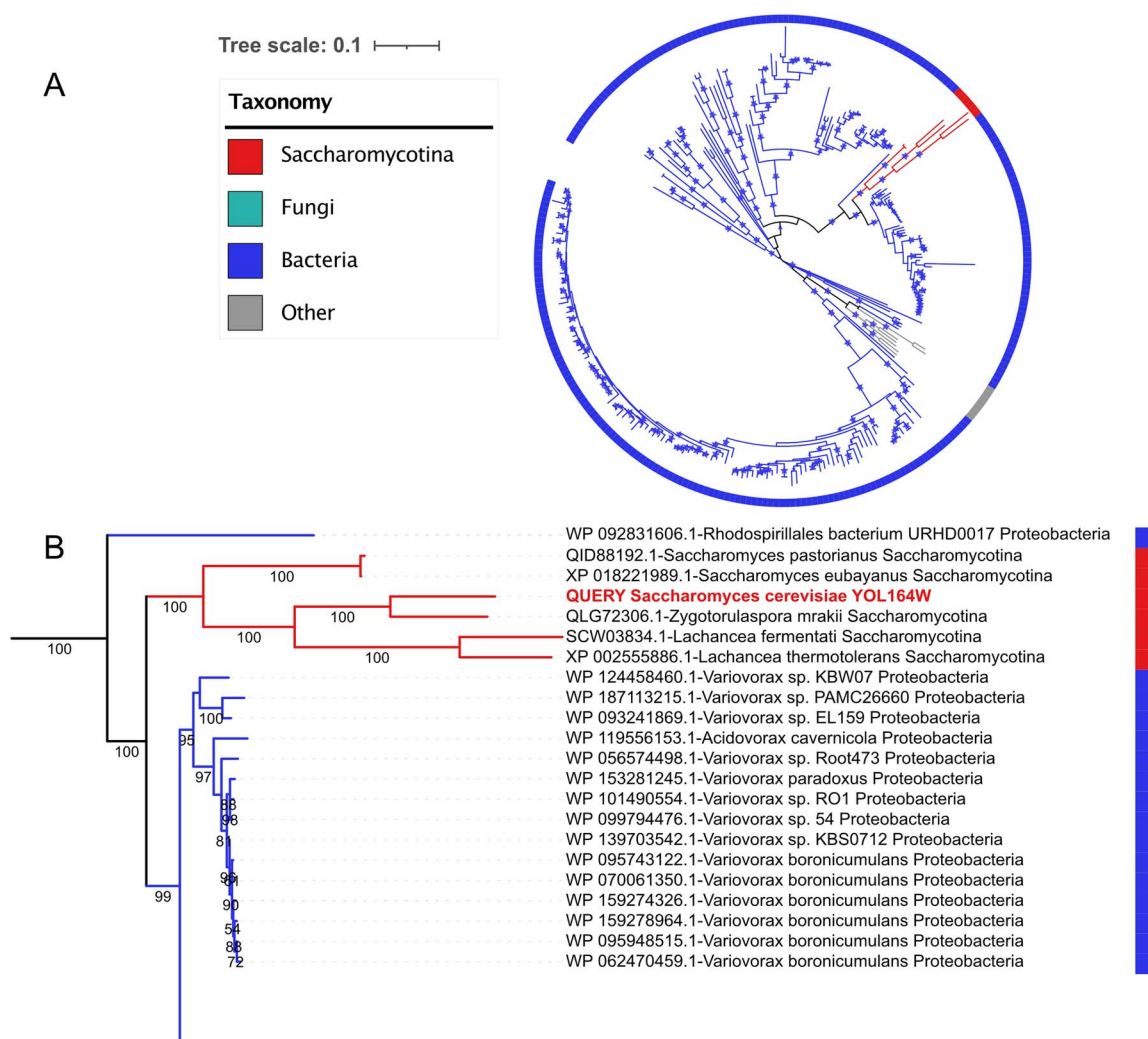 Tree scale: 0.1
A
Taxonomy
Saccharomycotina
Fungi
Bacteria
Other
B
WP 092831606.1-Rhodospirillales bacterium URHD0017 Proteobacteria
QID88192.1-Saccharomyces pastorianus Saccharomycotina
100
XP 018221989.1-Saccharomyces eubayanus Saccharomycotina
QUERY Saccharomyces cerevisiae YOL164W
100
100
QLG72306.1-Zygotorulaspora mrakii Saccharomycotina
100
SCW03834.1-Lachancea fermentati Saccharomycotina
100
100
XP 002555886.1-Lachancea thermotolerans Saccharomycotina
WP 124458460.1-Variovorax sp. KBW07 Proteobacteria
WP 187113215.1-Variovorax sp. PAMC26660 Proteobacteria
100
WP 093241869.1-Variovorax sp. EL159 Proteobacteria
95
WP 119556153.1-Acidovorax cavernicola Proteobacteria
100
WP 056574498.1-Variovorax sp. Root473 Proteobacteria
97
WP 153281245.1-Variovorax paradoxus Proteobacteria
WP 101490554.1-Variovorax sp. RO1 Proteobacteria
WP 099794476.1-Variovorax sp. 54 Proteobacteria
98
WP 139703542.1-Variovorax sp. KBS0712 Proteobacteria
81
WP 095743122.1-Variovorax boronicumulans Proteobacteria
WP 070061350.1-Variovorax boronicumulans Proteobacteria
99
WP 159274326.1-Variovorax boronicumulans Proteobacteria
90
WP 159278964.1-Variovorax boronicumulans Proteobacteria
54
WP 095948515.1-Variovorax boronicumulans Proteobacteria
WP 062470459.1-Variovorax boronicumulans Proteobacteria
72